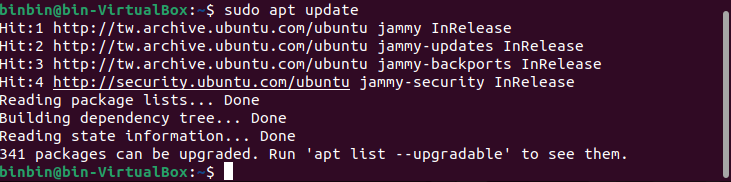 binbin@bin-VirtualBox:~$ sudo apt update
Hit:1 http://tw.archive.ubuntu.com/ubuntu jammy InRelease
Hit:2 http://tw.archive.ubuntu.com/ubuntu jammy-updates InRelease
Hit:3 http://tw.archive.ubuntu.com/ubuntu jammy-backports InRelease
Hit:4 http://security.ubuntu.com/ubuntu jammy-security InRelease
Reading package lists... Done
Building dependency tree... Done
Reading state information... Done
341 packages can be upgraded. Run 'apt list --upgradable' to see them.
binbin@bin-VirtualBox:~$